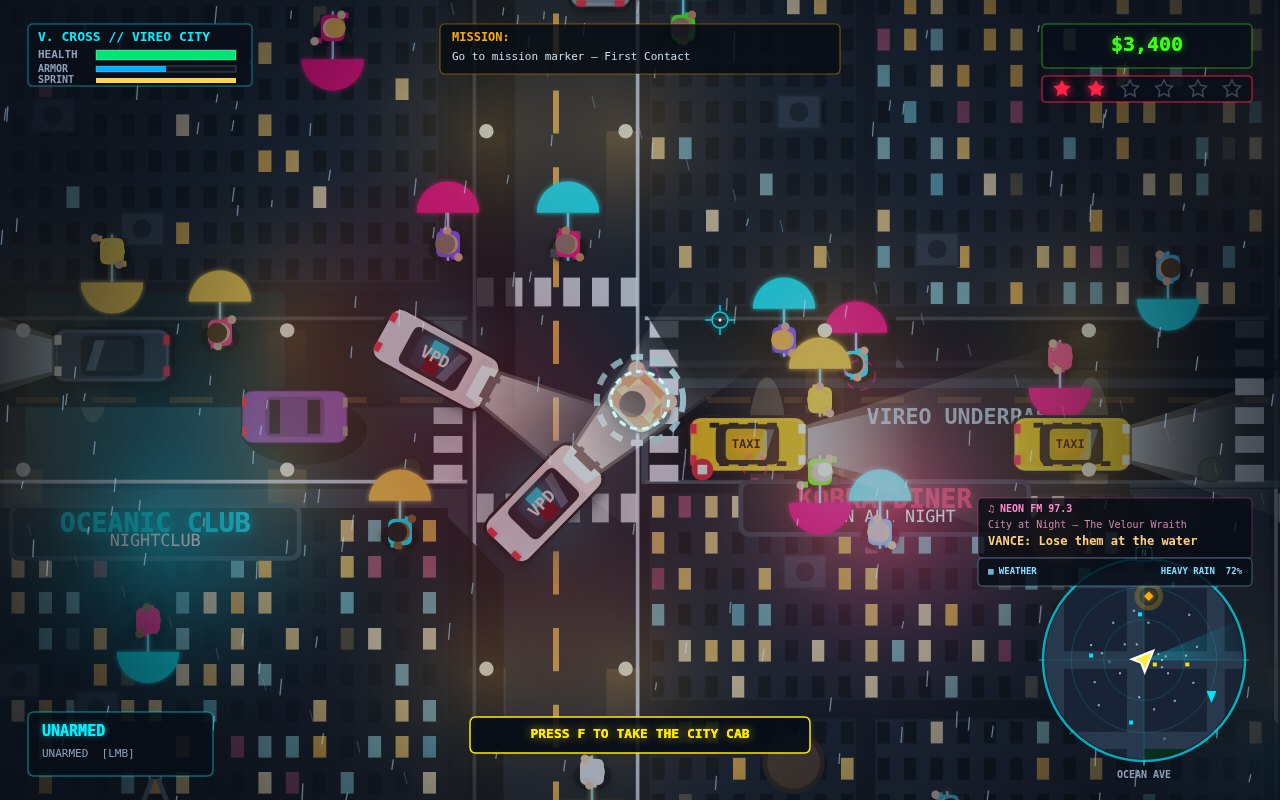 V. CROSS // VIREO CITY
HEALTH
ARMOR
SPRINT
MISSION:
Go to mission marker — First Contact
$3,400
VPD
VPD
VIREO
TAXI
TAXI
OCEANIC CLUB
NIGHTCLUB
DINER
ALL NIGHT
♫ NEON FM 97.3
City at Night — The Velour Wraith
VANCE: Lose them at the water
N
■ WEATHER
HEAVY RAIN 72%
OCEAN AVE
UNARMED
UNARMED [LMB]
PRESS F TO TAKE THE CITY CAB